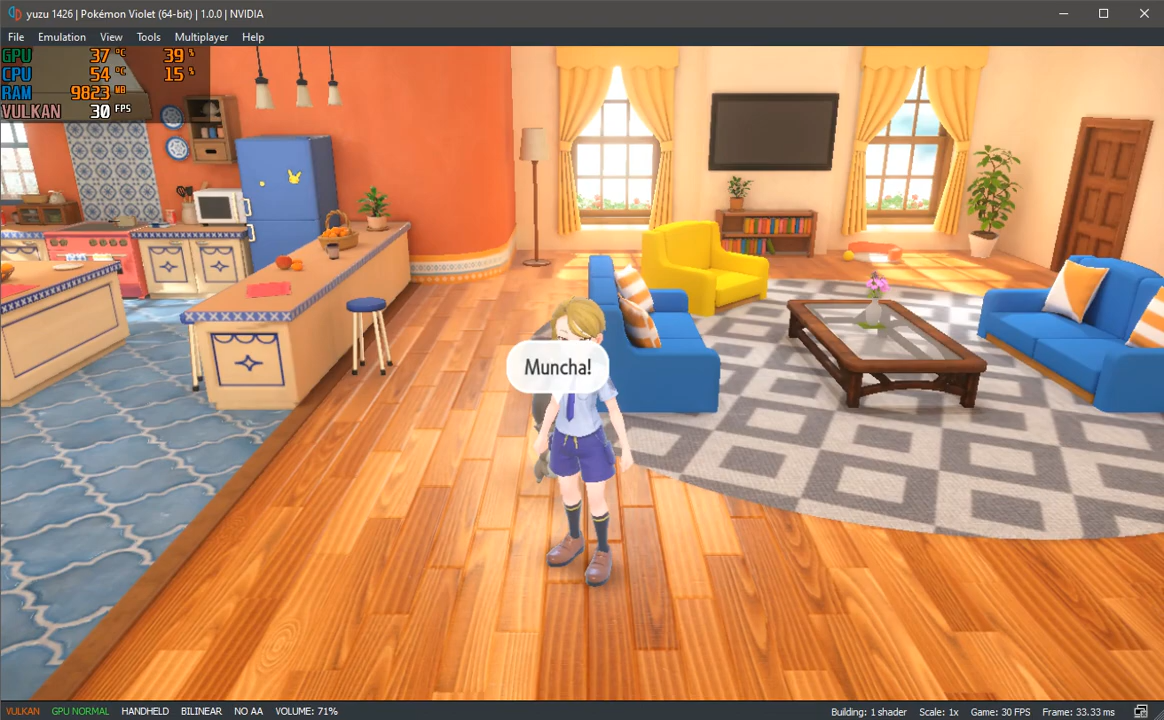 yuzu 1426 | Pokémon Violet (64-bit) | 1.0.0 | NVIDIA
File Emulation View Tools Multiplayer Help
GPU 37 °C 39 %
CPU 54 °C 15 %
RAM 9823 MB
VULKAN 30 FPS
Muncha!
VULKAN GPU NORMAL HANDHELD BILINEAR NO AA VOLUME: 71% Building: 1 shader Scale: 1x Game: 30 FPS Frame: 33.33 ms